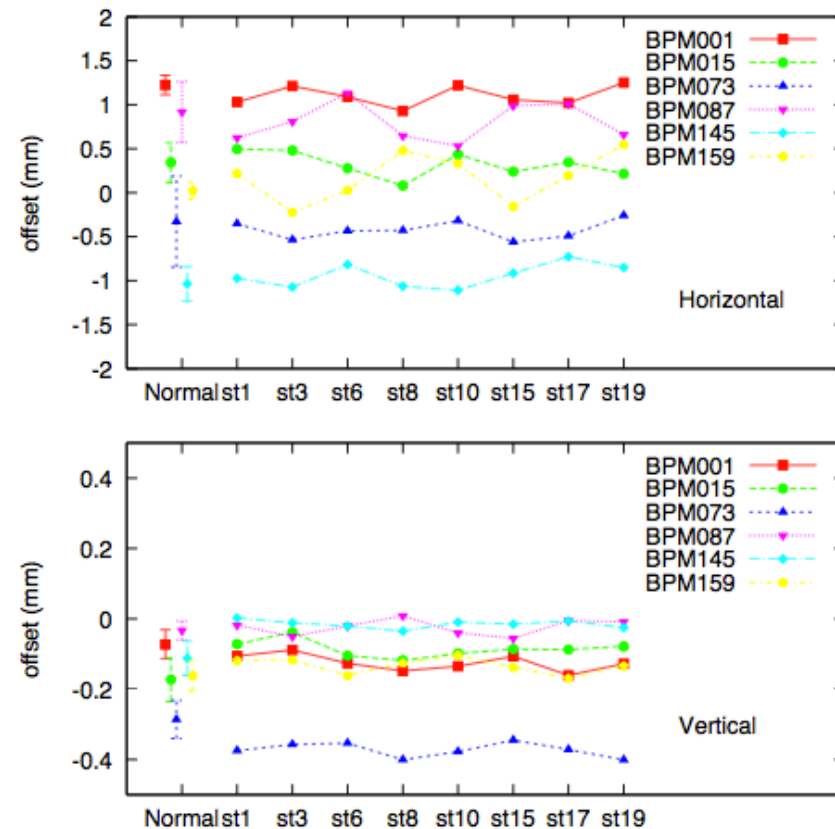 offset (mm)
2
1.5
1
0.5
0
-0.5
-1
-1.5
-2
BPM001
BPM015
BPM073
BPM087
BPM145
BPM159
Horizontal
Normal st1 st3 st6 st8 st10 st15 st17 st19
offset (mm)
0.4
0.2
0
-0.2
-0.4
BPM001
BPM015
BPM073
BPM087
BPM145
BPM159
Vertical
Normal st1 st3 st6 st8 st10 st15 st17 st19